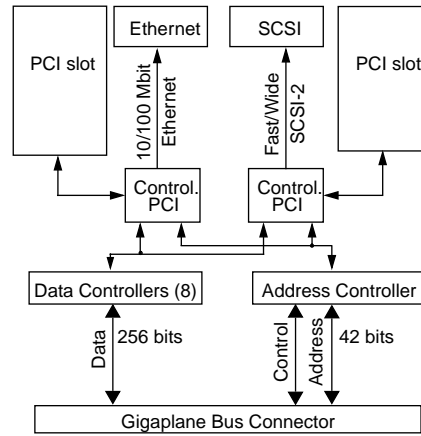 Ethernet
SCSI
PCI slot
PCI slot
10/100 Mbit
Ethernet
Fast/Wide
SCSI-2
Control.
PCI
Control.
PCI
Data Controllers (8)
Address Controller
Data
256 bits
Control
Address
42 bits
Gigaplane Bus Connector